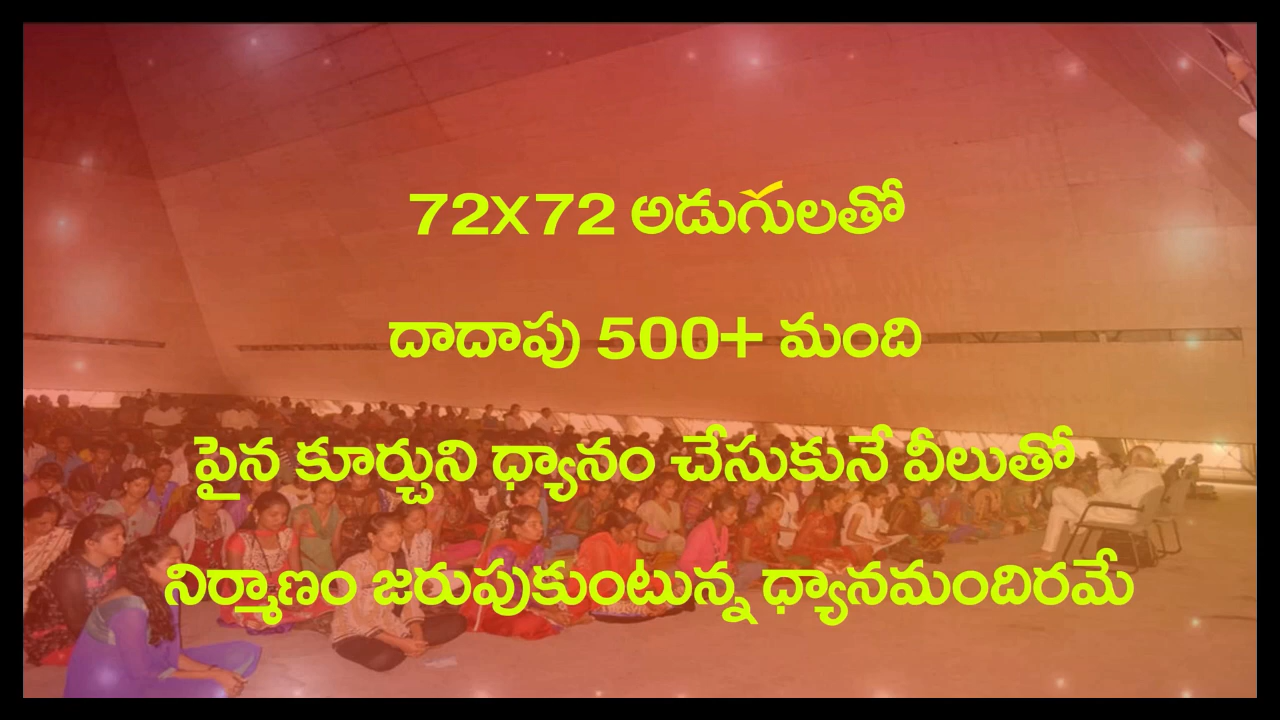 72X72 అడుగులతో
దాదాపు 500+ మంది
పైన కూర్చుని ధ్యానం చేసుకునే వీలుతో
నిర్మాణం జరుపుకుంటున్న ధ్యానమందిరమే